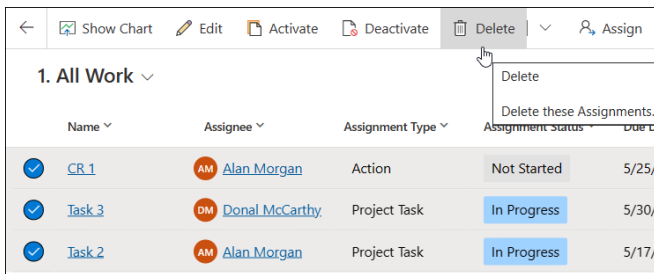 Show Chart Edit Activate Deactivate Delete Assign
1. All Work
Delete
Delete these Assignments.
Name Assignee Assignment Type Assignment Status Due
CR 1 AM Alan Morgan Action Not Started 5/25/
Task 3 DM Donal McCarthy Project Task In Progress 5/30/
Task 2 AM Alan Morgan Project Task In Progress 5/17/